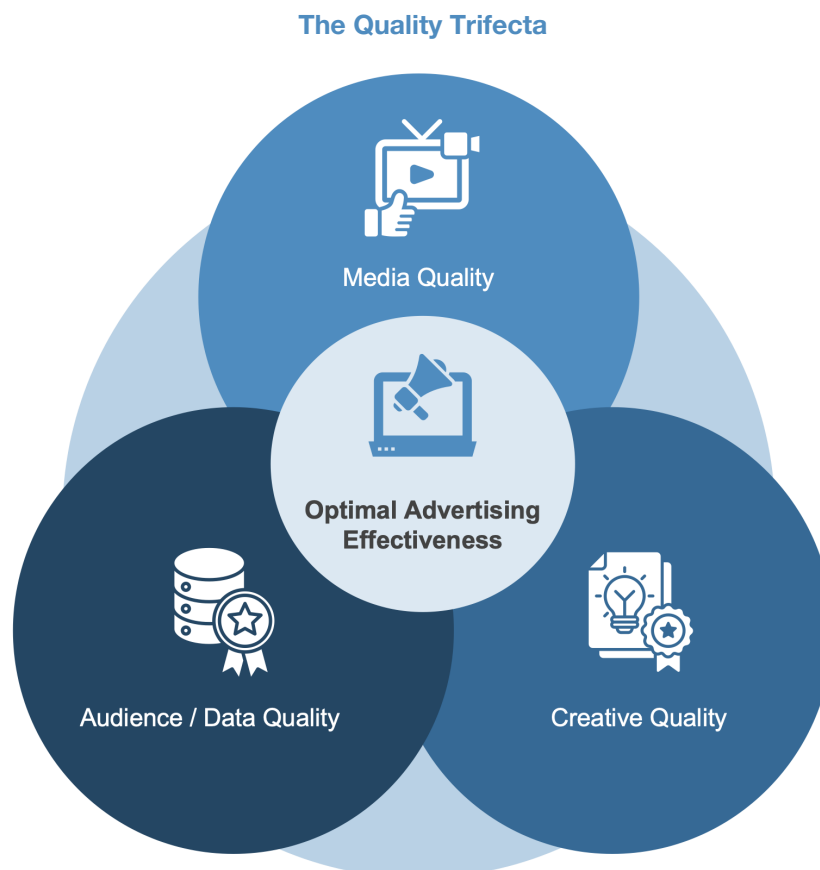 The Quality Trifecta
Media Quality
Optimal Advertising
Effectiveness
Audience / Data Quality
Creative Quality